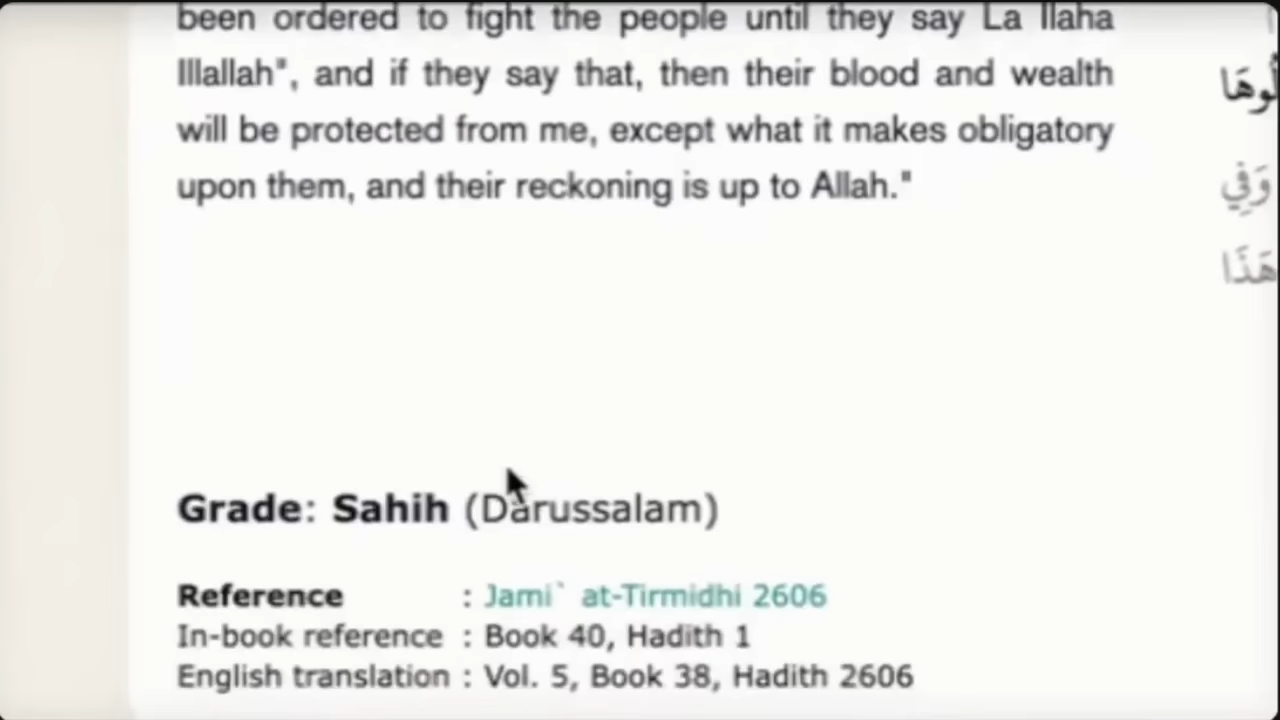 been ordered to fight the people until they say La Ilaha
Illallah", and if they say that, then their blood and wealth
will be protected from me, except what it makes obligatory
upon them, and their reckoning is up to Allah."
وَفِي
هَذَا
Grade: Sahih (Darussalam)
Reference : Jami` at-Tirmidhi 2606
In-book reference : Book 40, Hadith 1
English translation : Vol. 5, Book 38, Hadith 2606